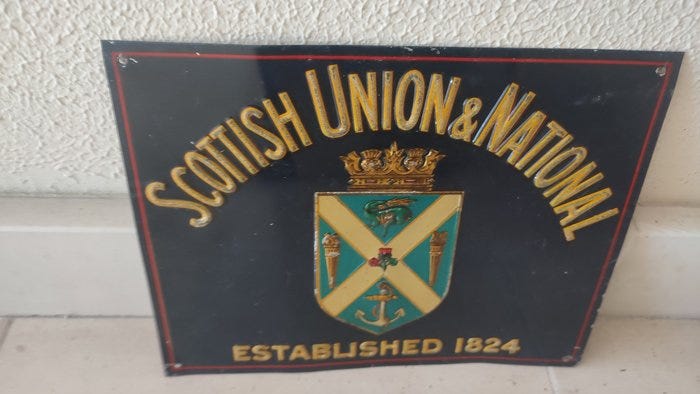 SCOTTISH UNION & NATIONAL
ESTABLISHED 1824